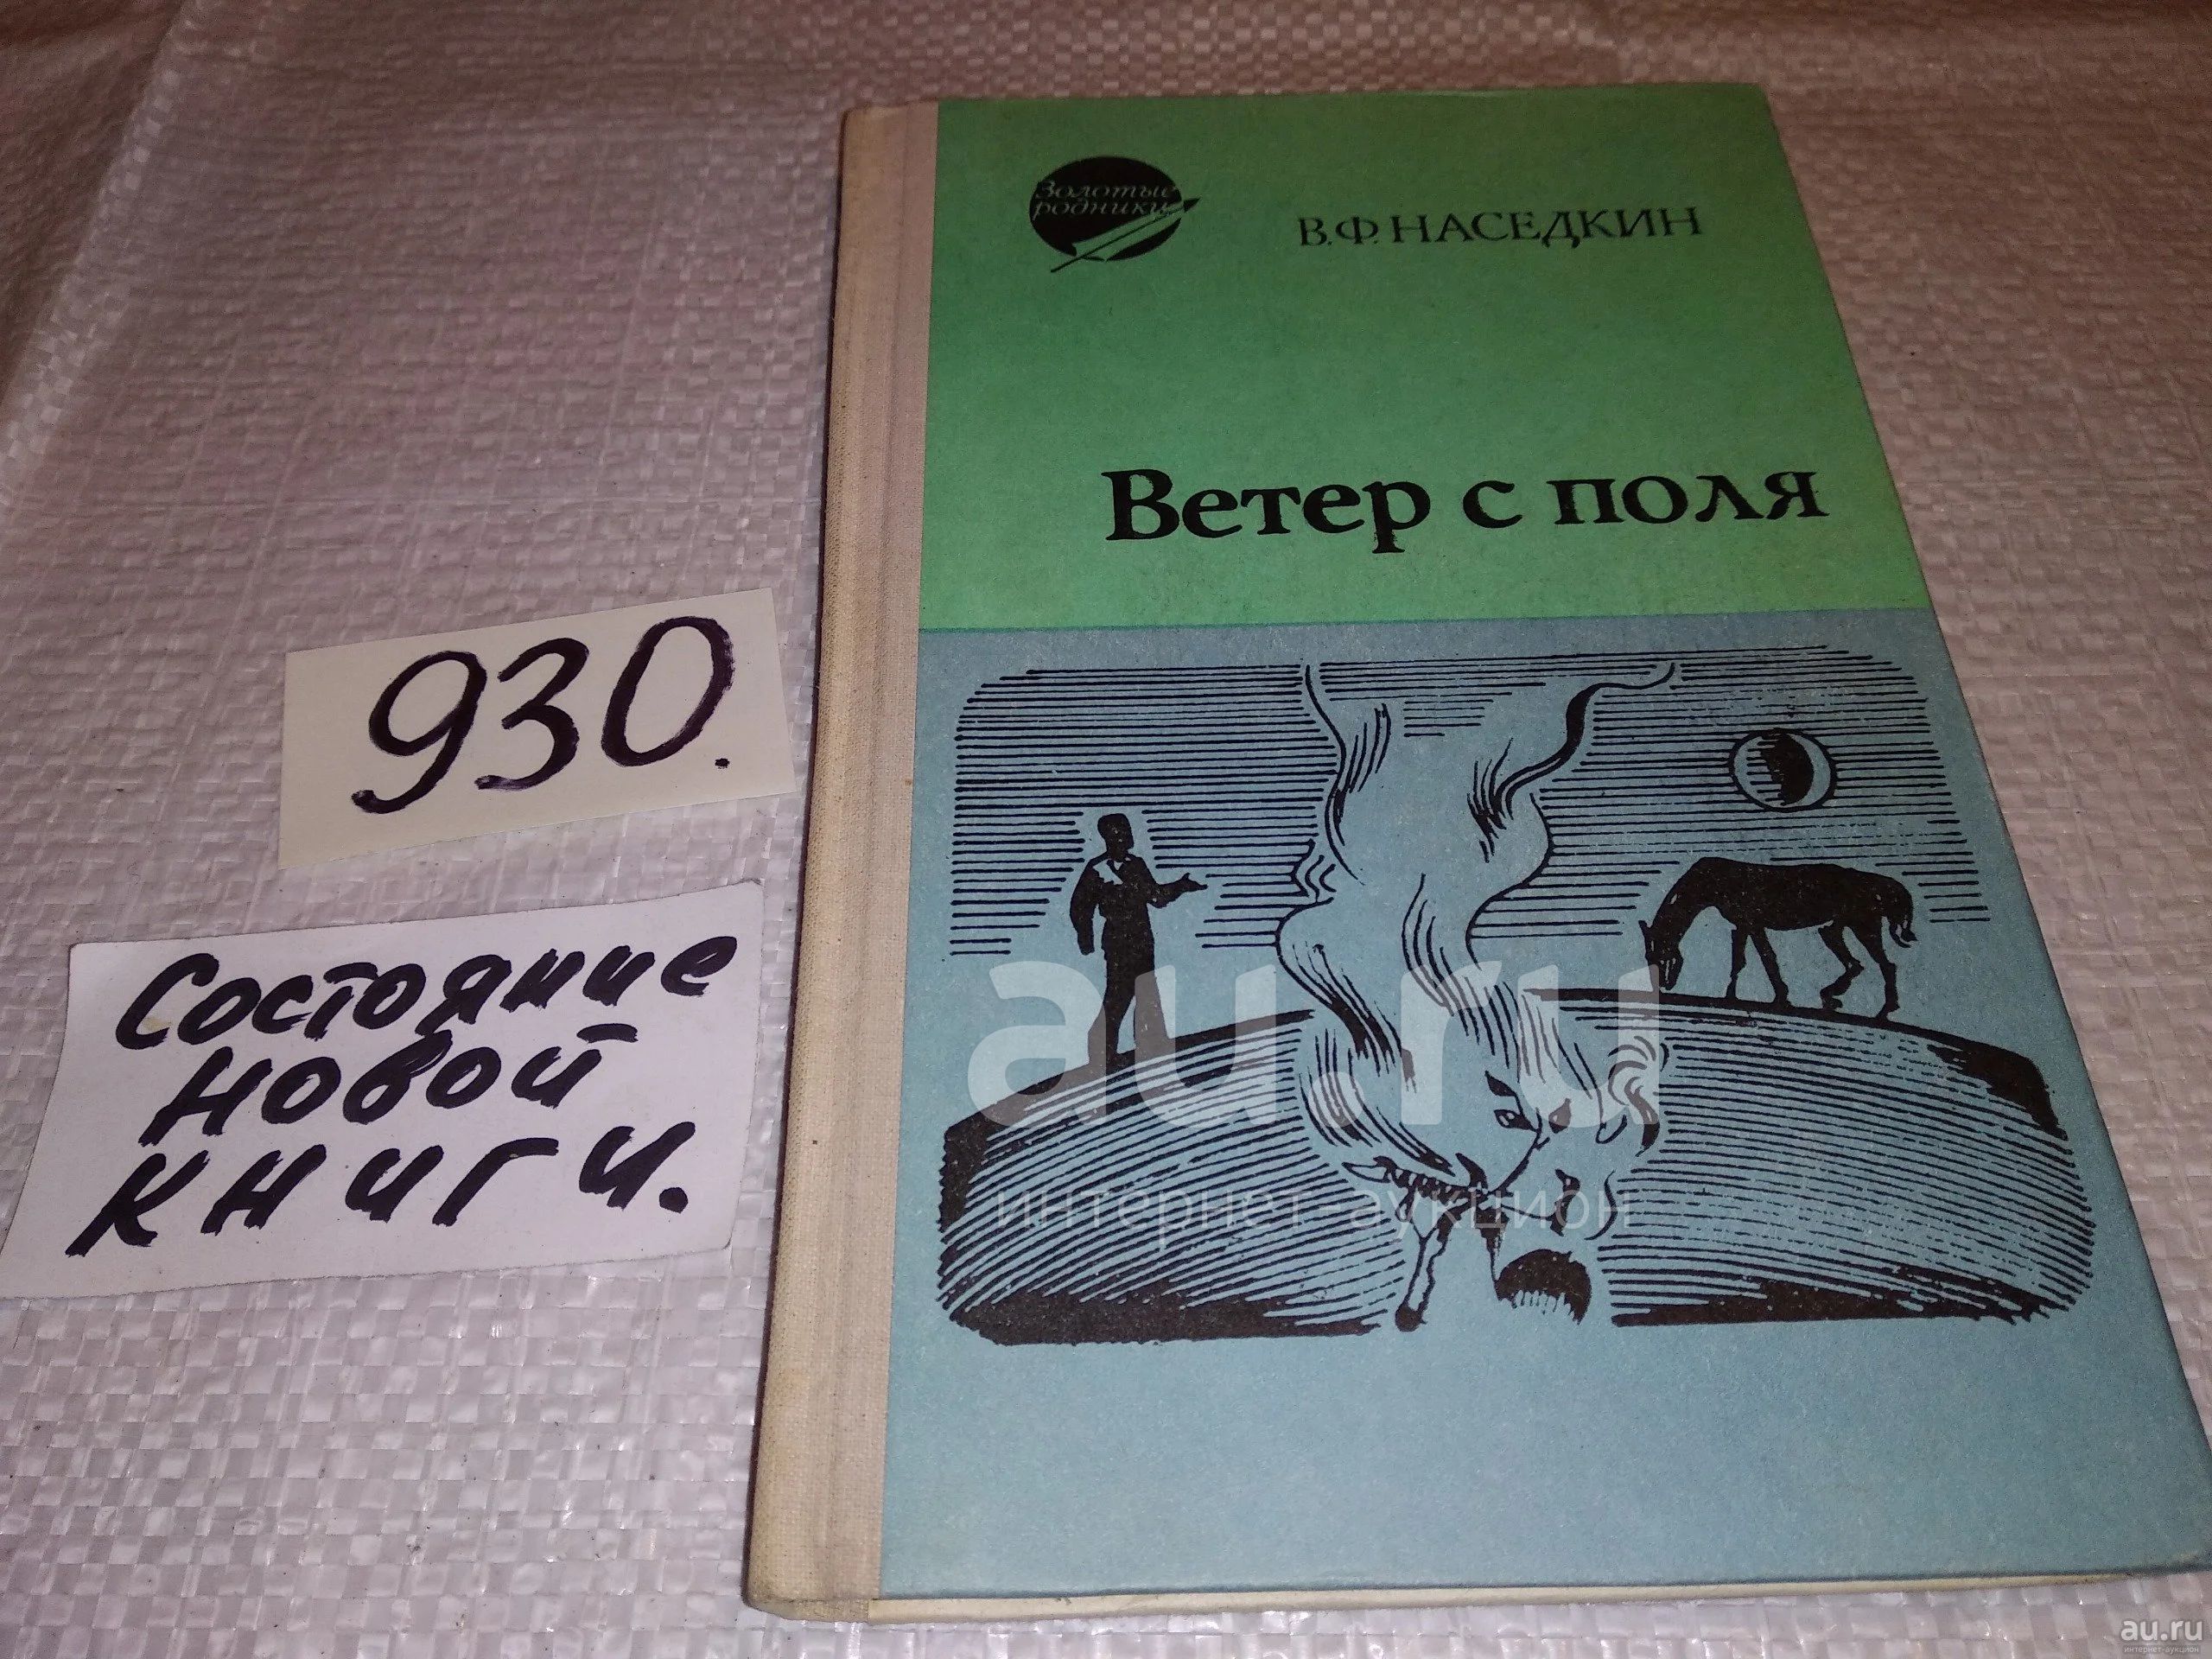 Золотые
родники
В.Ф. НАСЕДКИН
Ветер с поля
930.
Состояние
новой
книги.
au.ru
интернет-аукцион
au.ru
интернет-аукцион